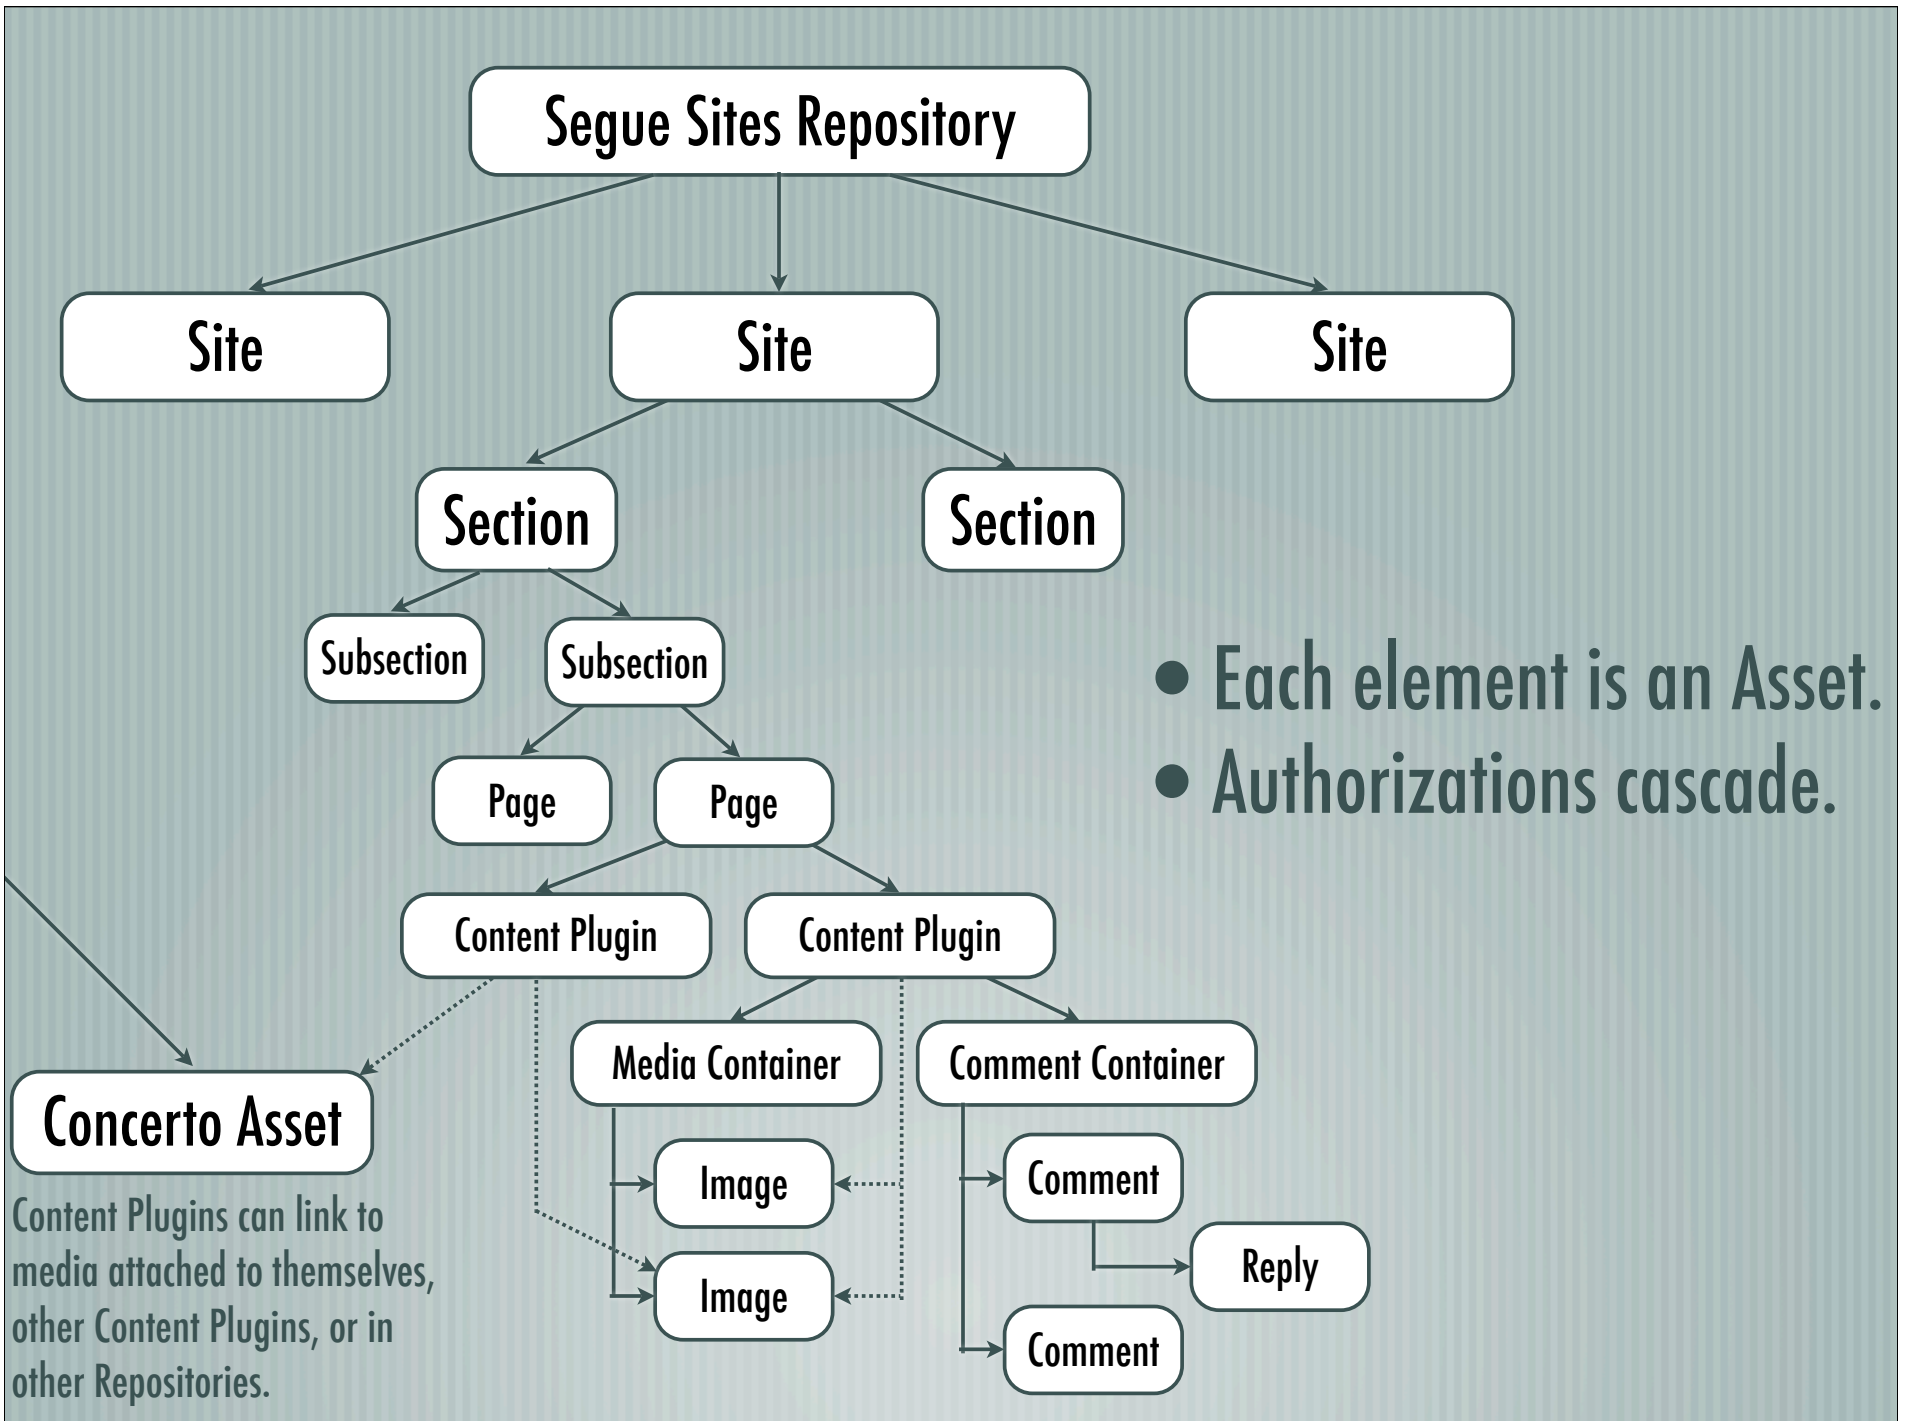 Segue Sites Repository
Site
Site
Site
Section
Section
Subsection
Subsection
• Each element is an Asset.
• Authorizations cascade.
Page
Page
Content Plugin
Content Plugin
Media Container
Comment Container
Concerto Asset
Image
Comment
Reply
Image
Comment
Content Plugins can link to
media attached to themselves,
other Content Plugins, or in
other Repositories.